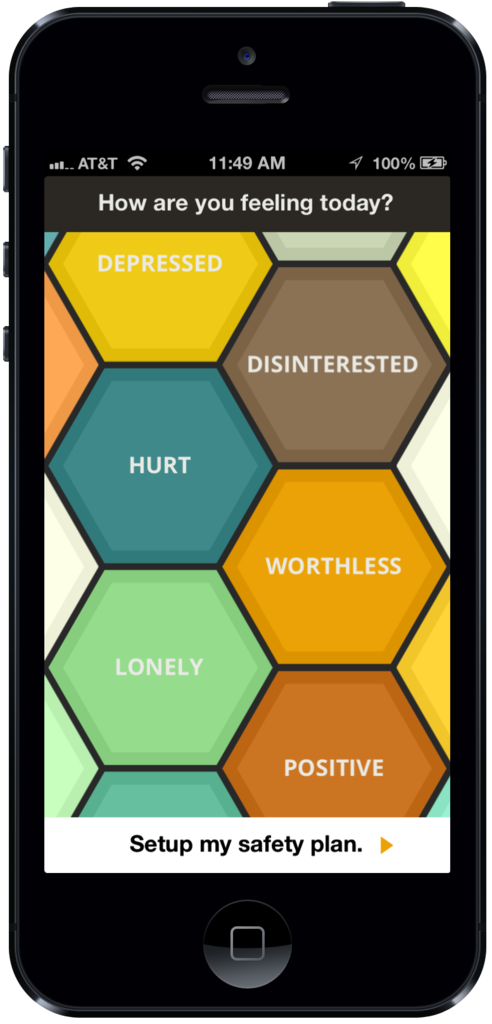 AT&T 11:49 AM 100%
How are you feeling today?
DEPRESSED
DISINTERESTED
HURT
WORTHLESS
LONELY
POSITIVE
Setup my safety plan.